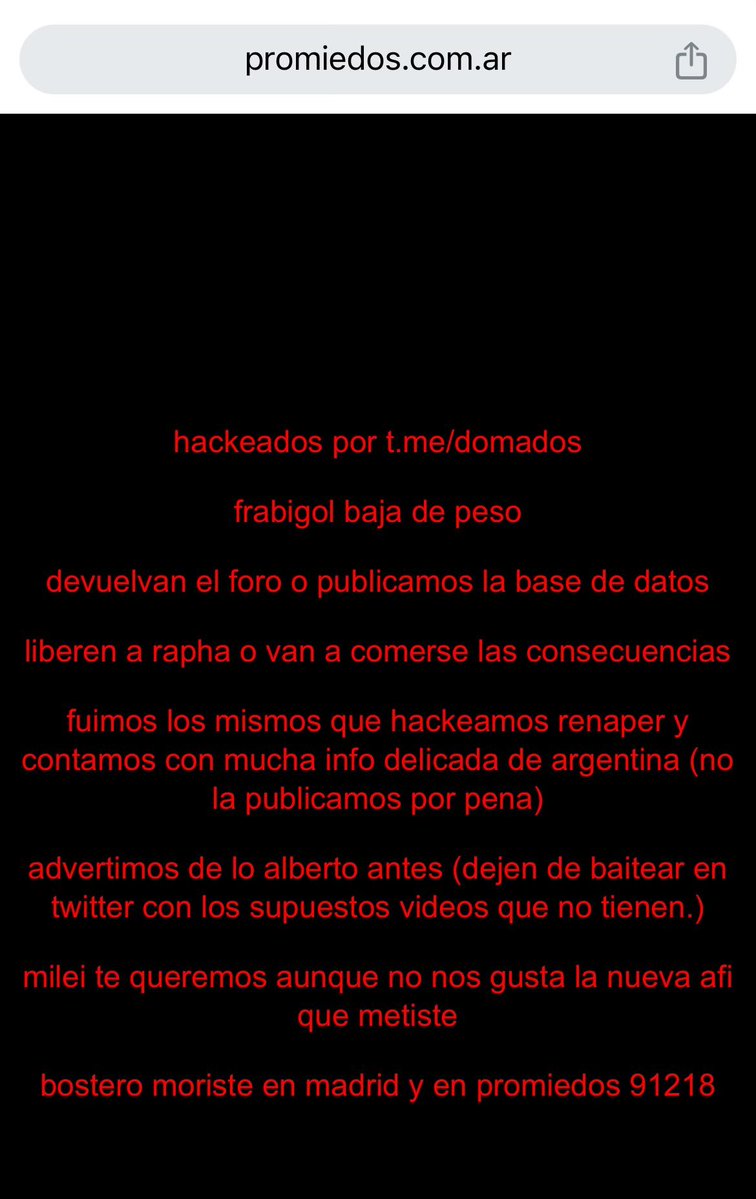 promiedos.com.ar
hackeados por t.me/domados
frabigol baja de peso
devuelvan el foro o publicamos la base de datos
liberen a rapha o van a comerse las consecuencias
fuimos los mismos que hackeamos renaper y
contamos con mucha info delicada de argentina (no
la publicamos por pena)
advertimos de lo alberto antes (dejen de baitear en
twitter con los supuestos videos que no tienen.)
milei te queremos aunque no nos gusta la nueva afi
que metiste
bostero moriste en madrid y en promiedos 91218